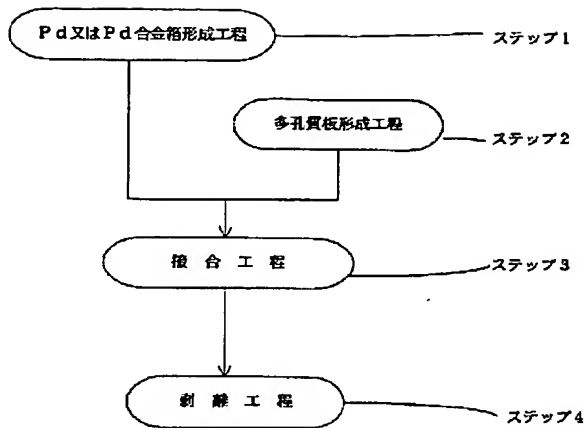 Pd又はPd合金箔形成工程
ステップ1
多孔質板形成工程
ステップ2
接合工程
ステップ3
剥離工程
ステップ4